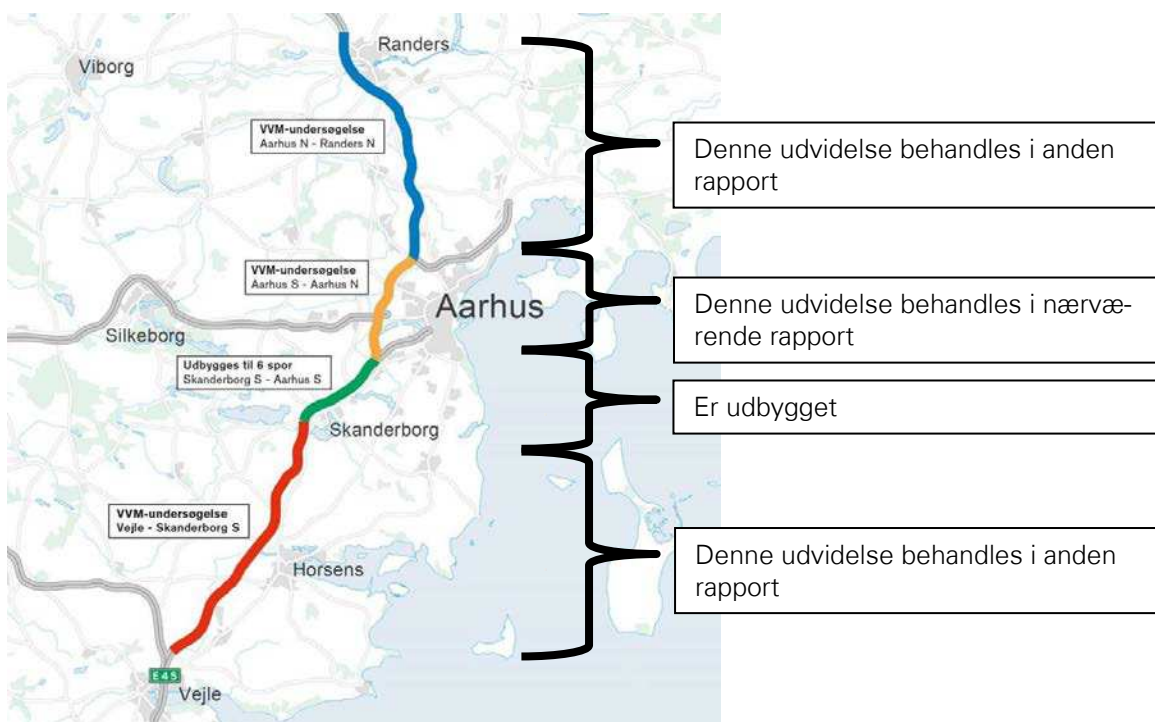 Randers
Viborg
VVM-undersøgelse
Aarhus N - Randers N
Denne udvidelse behandles i anden
rapport
VVM-undersøgelse
Aarhus S - Aarhus N
Aarhus
Silkeborg
Denne udvidelse behandles i nærvæ-
rende rapport
Udbygges til 6 spor
Skanderborg S - Aarhus S
Er udbygget
Skanderborg
VVM-undersøgelse
Vejle - Skanderborg S
Horsens
Denne udvidelse behandles i anden
rapport
E45
Vejle